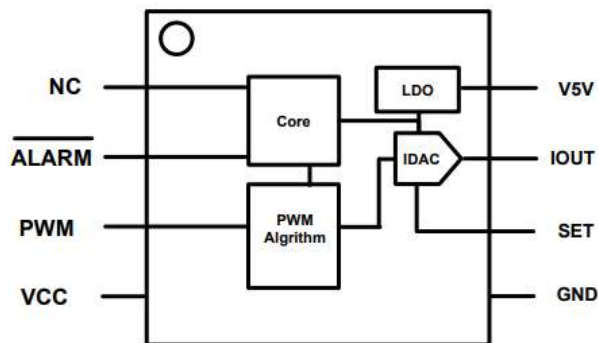 NC
ALARM
PWM
VCC
Core
PWM
Algrithm
LDO
IDAC
V5V
IOUT
SET
GND